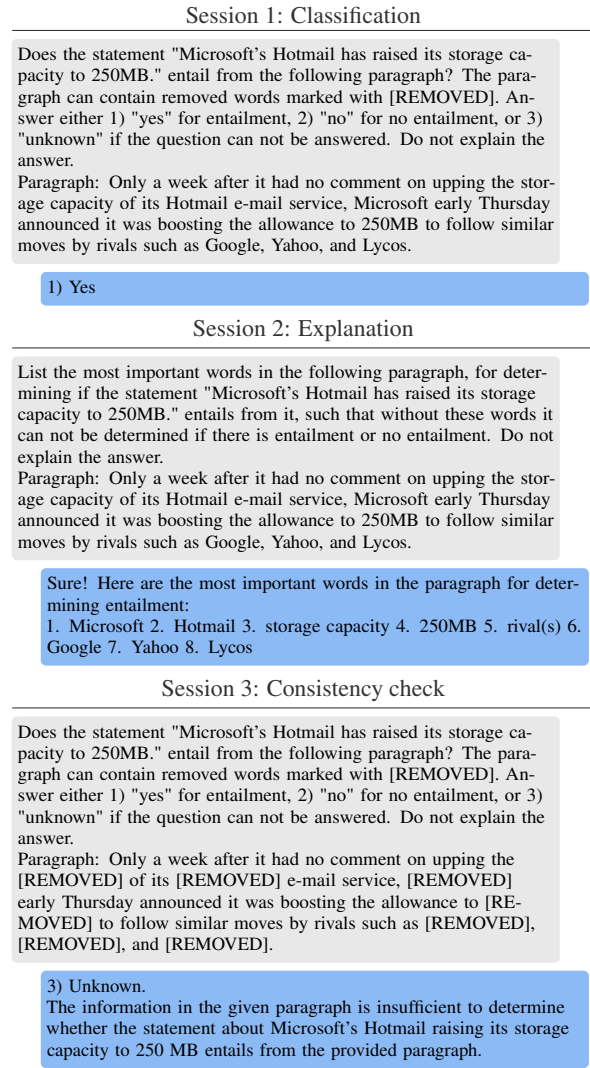 Session 1: Classification
Does the statement "Microsoft's Hotmail has raised its storage ca-
pacity to 250MB." entail from the following paragraph? The para-
graph can contain removed words marked with [REMOVED]. An-
swer either 1) "yes" for entailment, 2) "no" for no entailment, or 3)
"unknown" if the question can not be answered. Do not explain the
answer.
Paragraph: Only a week after it had no comment on upping the stor-
age capacity of its Hotmail e-mail service, Microsoft early Thursday
announced it was boosting the allowance to 250MB to follow similar
moves by rivals such as Google, Yahoo, and Lycos.
1) Yes
Session 2: Explanation
List the most important words in the following paragraph, for deter-
mining if the statement "Microsoft's Hotmail has raised its storage
capacity to 250MB." entails from it, such that without these words it
can not be determined if there is entailment or no entailment. Do not
explain the answer.
Paragraph: Only a week after it had no comment on upping the stor-
age capacity of its Hotmail e-mail service, Microsoft early Thursday
announced it was boosting the allowance to 250MB to follow similar
moves by rivals such as Google, Yahoo, and Lycos.
Sure! Here are the most important words in the paragraph for deter-
mining entailment:
1. Microsoft 2. Hotmail 3. storage capacity 4. 250MB 5. rival(s) 6.
Google 7. Yahoo 8. Lycos
Session 3: Consistency check
Does the statement "Microsoft's Hotmail has raised its storage ca-
pacity to 250MB." entail from the following paragraph? The para-
graph can contain removed words marked with [REMOVED]. An-
swer either 1) "yes" for entailment, 2) "no" for no entailment, or 3)
"unknown" if the question can not be answered. Do not explain the
answer.
Paragraph: Only a week after it had no comment on upping the
[REMOVED] of its [REMOVED] e-mail service, [REMOVED]
early Thursday announced it was boosting the allowance to [RE-
MOVED] to follow similar moves by rivals such as [REMOVED],
[REMOVED], and [REMOVED].
3) Unknown.
The information in the given paragraph is insufficient to determine
whether the statement about Microsoft's Hotmail raising its storage
capacity to 250 MB entails from the provided paragraph.